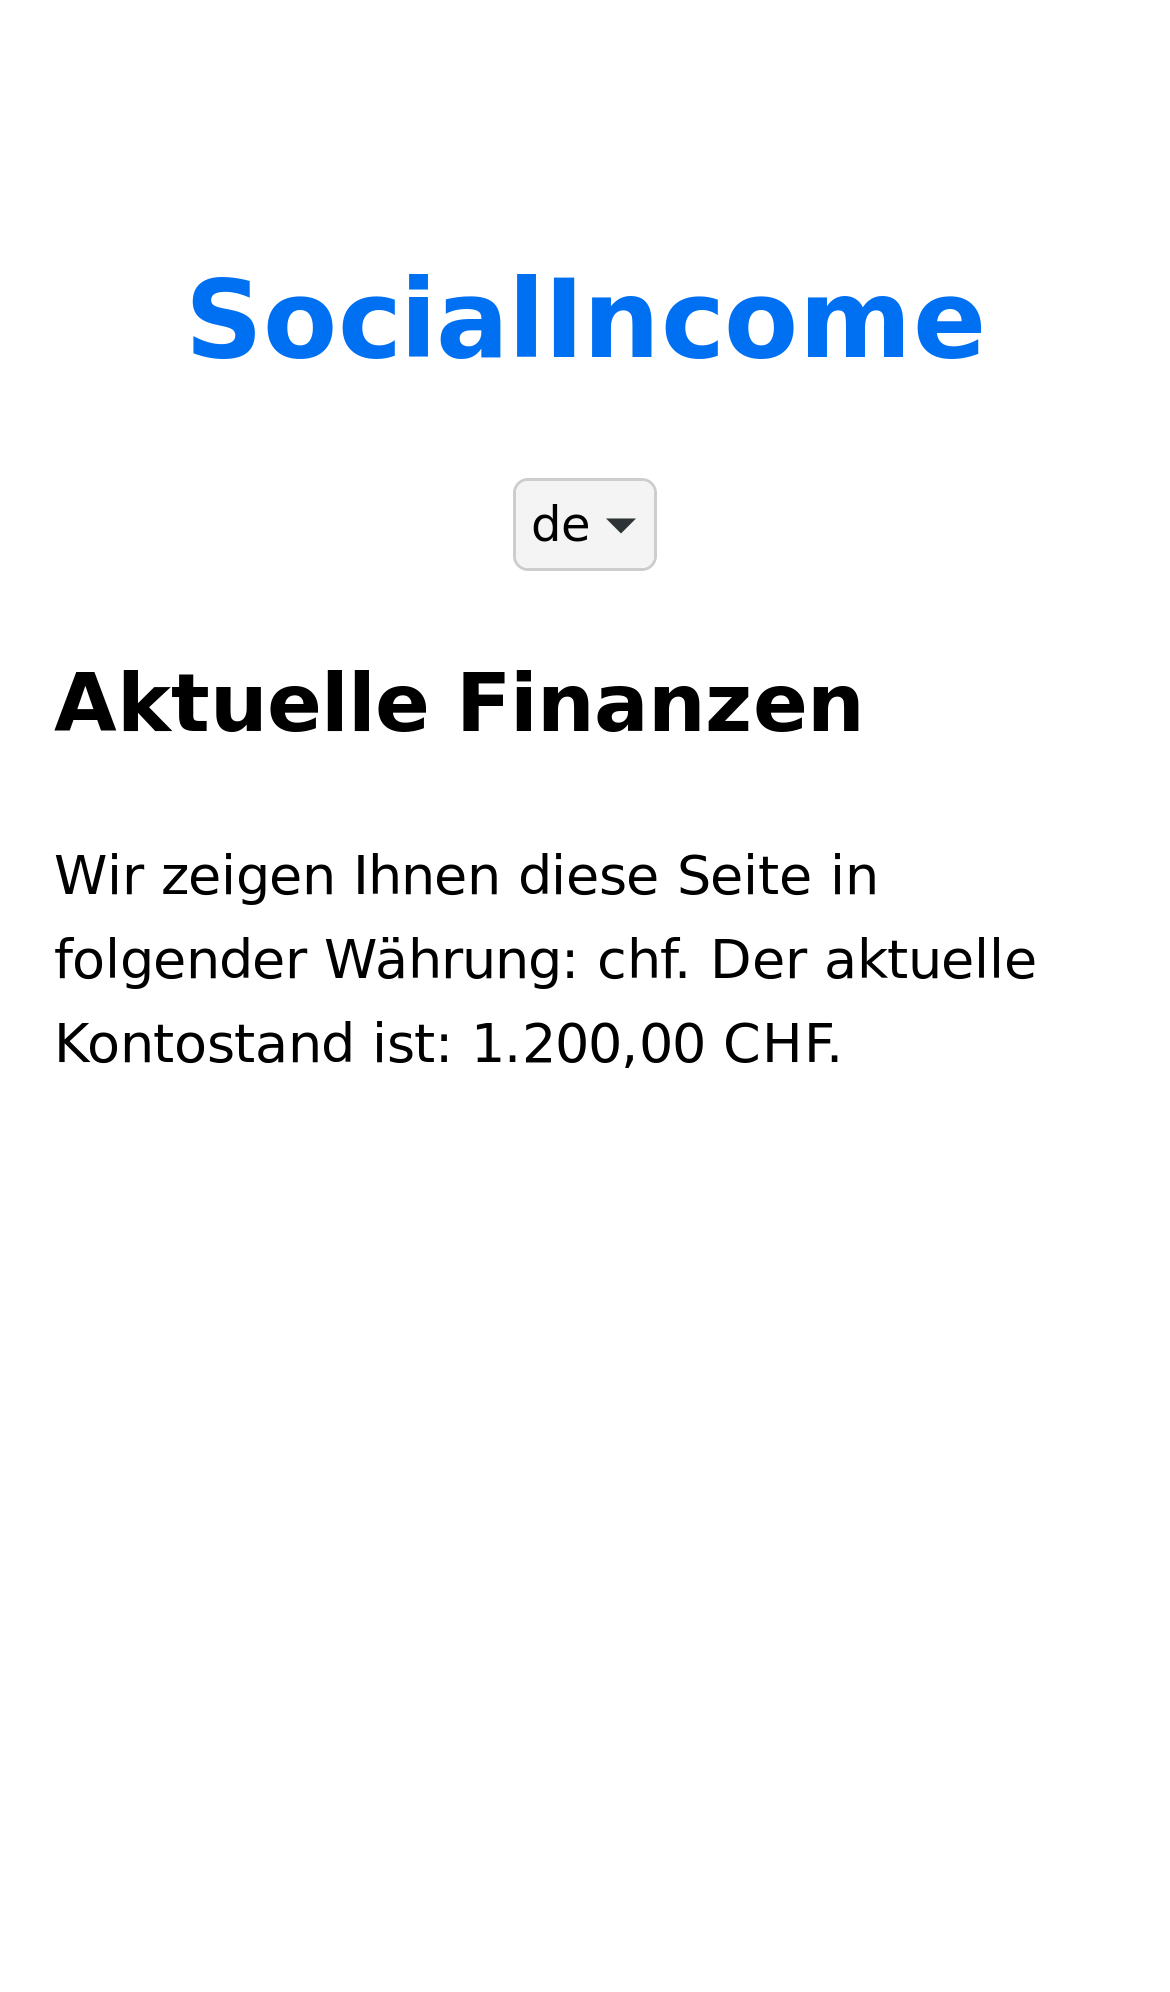 SocialIncome
de
Aktuelle Finanzen
Wir zeigen Ihnen diese Seite in
folgender Währung: chf. Der aktuelle
Kontostand ist: 1.200,00 CHF.